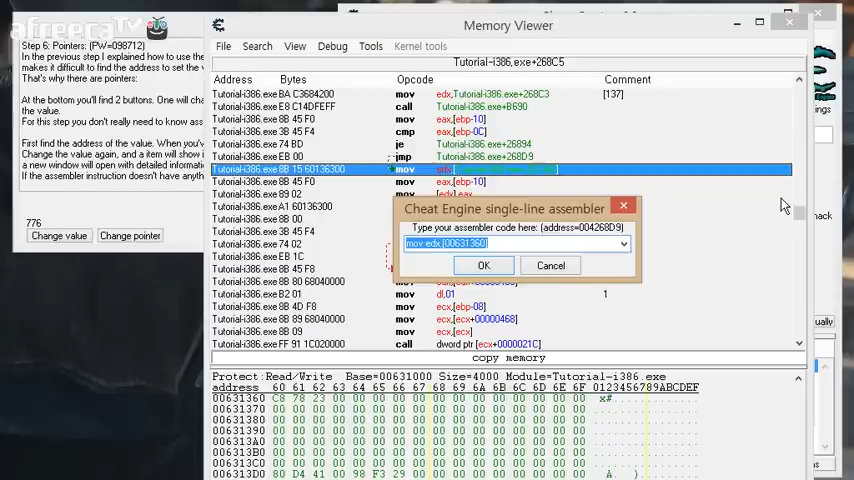 afreecaTV
Memory Viewer
File Search View Debug Tools Kernel tools
Tutorial-i386.exe+268C5
Address Bytes Opcode Comment
Tutorial-i386.exe BA C3684200 mov edx,Tutorial-i386.exe+268C3 [137]
Tutorial-i386.exe E8 C14DFEFF call Tutorial-i386.exe+B690
Tutorial-i386.exe 8B 45 F0 mov eax,[ebp-10]
Tutorial-i386.exe 3B 45 F4 cmp eax,[ebp-0C]
Tutorial-i386.exe 74 BD je Tutorial-i386.exe+26894
Tutorial-i386.exe EB 00 jmp Tutorial-i386.exe+268D9
Tutorial-i386.exe 8B 15 60136300 mov
Tutorial-i386.exe 8B 45 F0 mov eax,[ebp-10]
Tutorial-i386.exe 89 02 mov [edx],eax
Tutorial-i386.exe A1 60136300
Tutorial-i386.exe 8B 00
Tutorial-i386.exe 3B 45 F4
Tutorial-i386.exe 74 02
Tutorial-i386.exe EB 1C
Tutorial-i386.exe 8B 45 F8
Tutorial-i386.exe 8B 80 68040000
Tutorial-i386.exe B2 01 mov dl,01 1
Tutorial-i386.exe 8B 4D F8 mov ecx,[ebp-08]
Tutorial-i386.exe 8B 89 68040000 mov ecx,[ecx+00000468]
Tutorial-i386.exe 8B 09 mov ecx,[ecx]
Tutorial-i386.exe FF 91 1C020000 call dword ptr [ecx+0000021C]
copy memory
Protect:Read/Write Base=00631000 Size=4000 Module=Tutorial-i386.exe
address 60 61 62 63 64 65 66 67 68 69 6A 6B 6C 6D 6E 6F 0123456789ABCDEF
00631360 C8 78 23 00 00 00 00 00 00 00 00 00 00 00 00 00 x#
00631370 00 00 00 00 00 00 00 00 00 00 00 00 00 00 00 00
00631380 00 00 00 00 00 00 00 00 00 00 00 00 00 00 00 00
00631390 00 00 00 00 00 00 00 00 00 00 00 00 00 00 00 00
006313A0 00 00 00 00 00 00 00 00 00 00 00 00 00 00 00 00
006313B0 00 00 00 00 00 00 00 00 00 00 00 00 00 00 00 00
006313C0 00 00 00 00 00 00 00 00 00 00 00 00 00 00 00 00
006313D0 80 D4 41 00 98 F3 29 00 00 00 00 00 00 00 00 00
Cheat Engine single-line assembler
Type your assembler code here: (address=004268D9)
mov edx,[00631360]
OK Cancel
Step 6: Pointers: (PW=098712)
In the previous step I explained how to use the
make it difficult to find the address to set the
That's why there are pointers:
At the bottom you'll find 2 buttons. One will
the value.
For this step you don't really need to know
First find the address of the value. When you've
Change the value again, and a item will show
a new window will open with detailed
If the assembler instruction doesn't have
776
Change value Change pointer